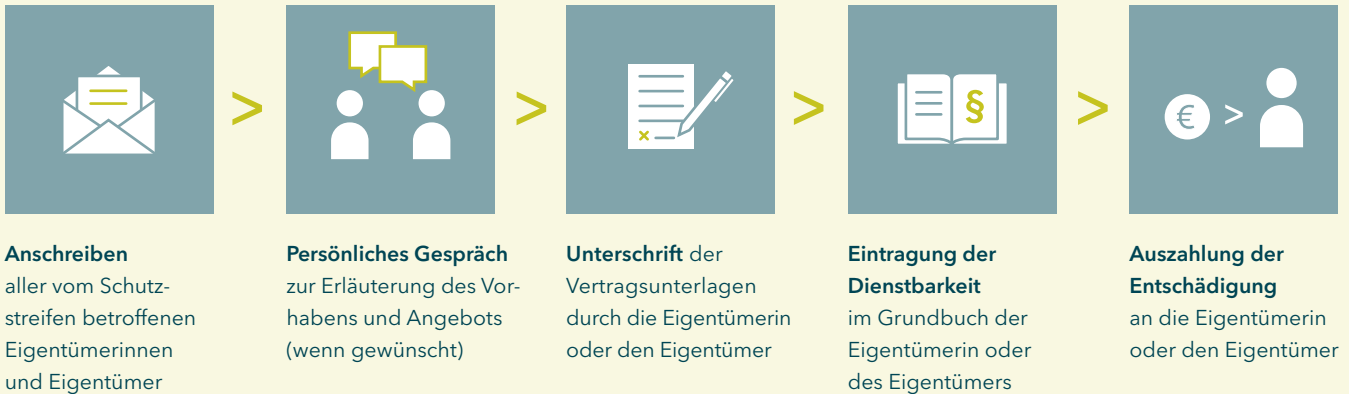 §
€
>
>
>
>
>
Anschreiben
aller vom Schutz-
streifen betroffenen
Eigentümerinnen
und Eigentümer
Persönliches Gespräch
zur Erläuterung des Vor-
habens und Angebots
(wenn gewünscht)
Unterschrift der
Vertragsunterlagen
durch die Eigentümerin
oder den Eigentümer
Eintragung der
Dienstbarkeit
im Grundbuch der
Eigentümerin oder
des Eigentümers
Auszahlung der
Entschädigung
an die Eigentümerin
oder den Eigentümer